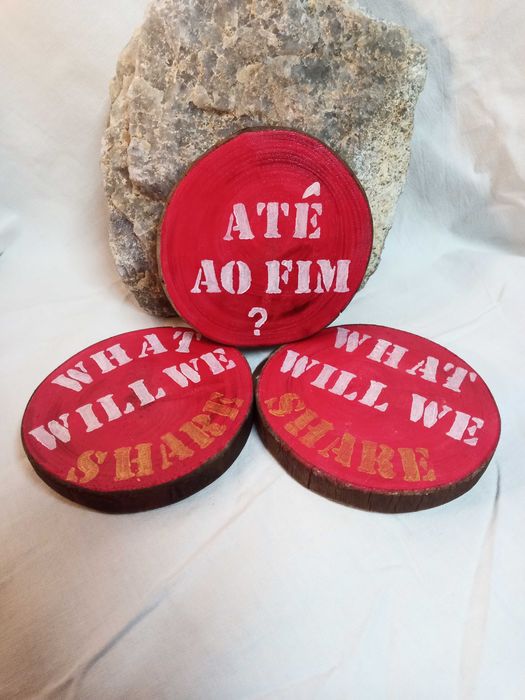 ATÉ
AO FIM
?
WHAT
WILL WE
SHARE
WHAT
WILL WE
SHARE